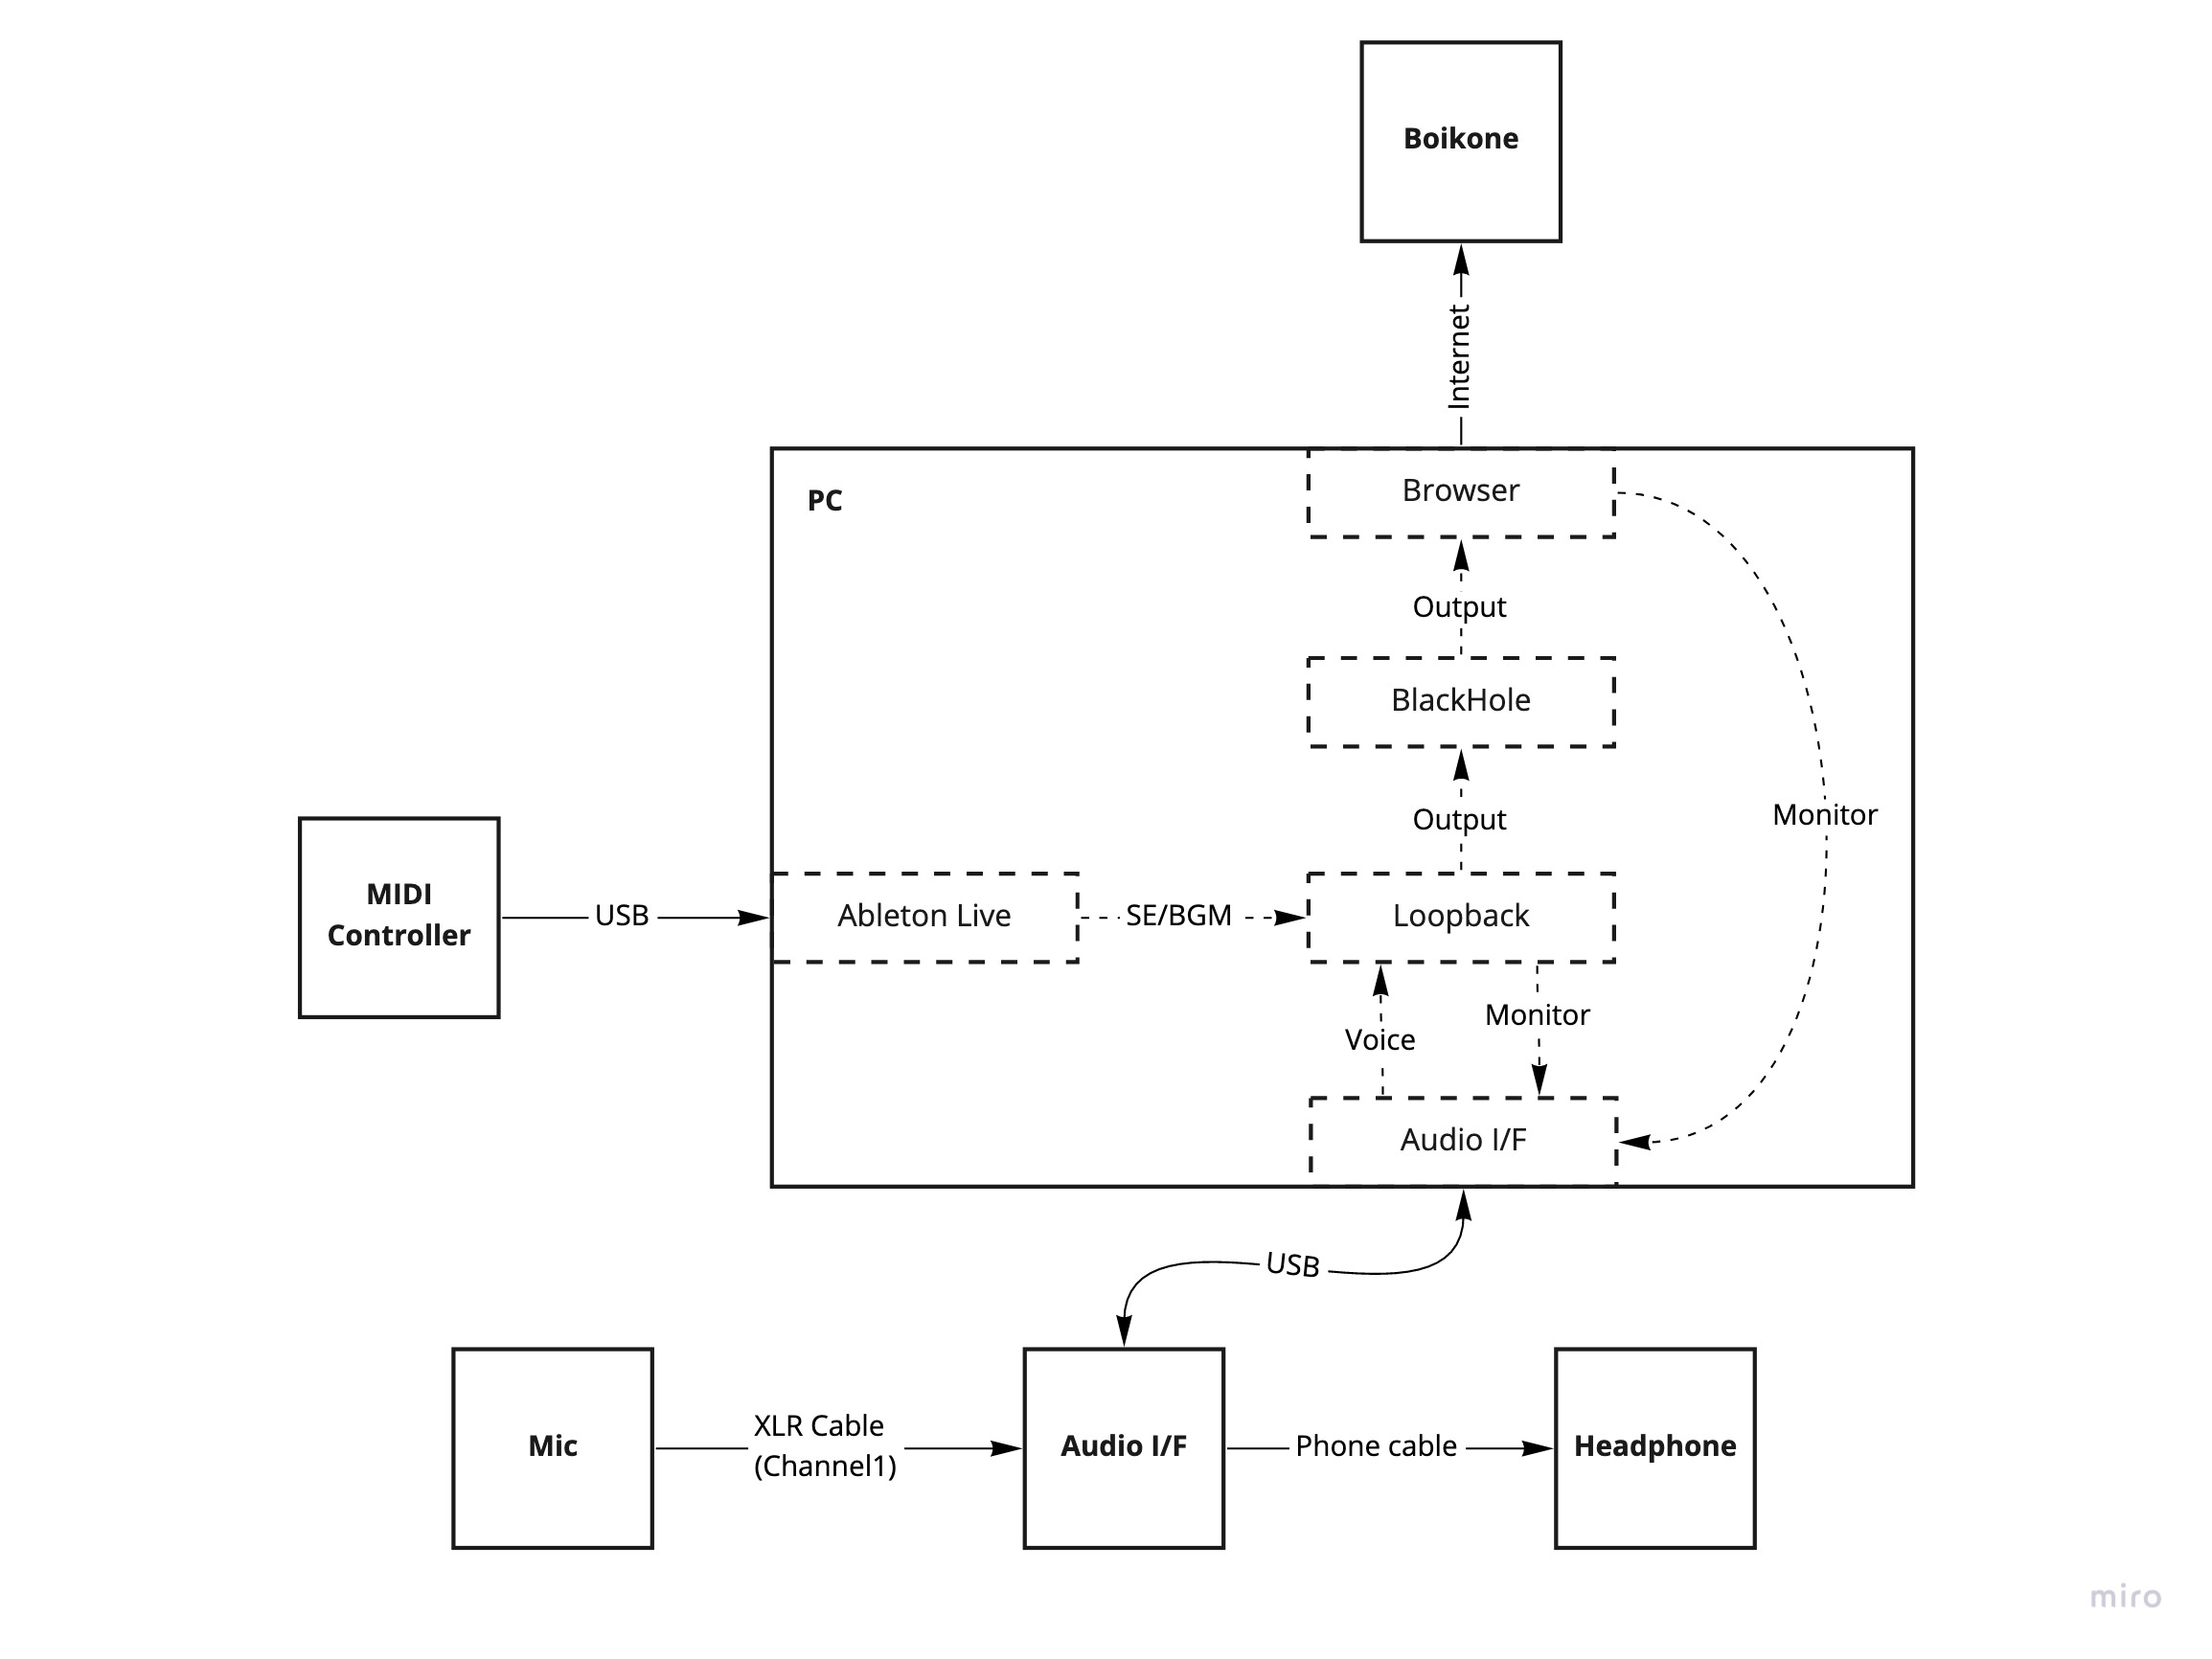 Boikone
Internet
PC
Browser
Output
BlackHole
Output
Monitor
MIDI
Controller
USB
Ableton Live
SE/BGM
Loopback
Voice
Monitor
Audio I/F
USB
Mic
XLR Cable
(Channel1)
Audio I/F
Phone cable
Headphone
miro